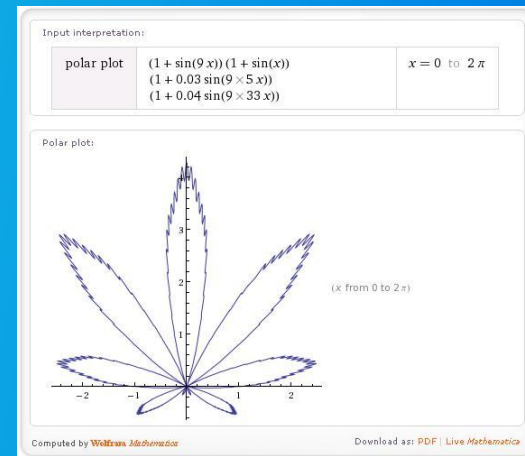 Input interpretation:
polar plot
(1 + sin(9 x)) (1 + sin(x))
(1 + 0.03 sin(9 × 5 x))
(1 + 0.04 sin(9 × 33 x))
x = 0 to 2 π
Polar plot:
4
3
2
1
-2 -1 1 2
(x from 0 to 2 π)
Computed by Wolfram Mathematica
Download as: PDF | Live Mathematica